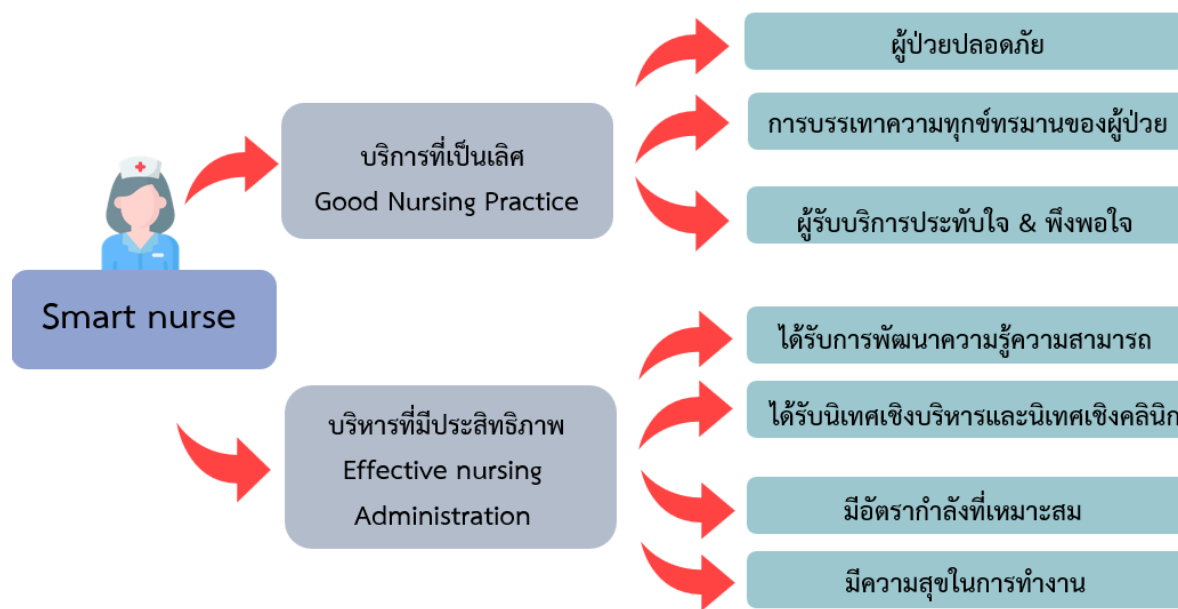 Smart nurse
บริการที่เป็นเลิศ
Good Nursing Practice
ผู้ป่วยปลอดภัย
การบรรเทาความทุกข์ทรมานของผู้ป่วย
ผู้รับบริการประทับใจ & พึงพอใจ
บริหารที่มีประสิทธิภาพ
Effective nursing
Administration
ได้รับการพัฒนาความรู้ความสามารถ
ได้รับนิเทศเชิงบริหารและนิเทศเชิงคลินิก
มีอัตรากำลังที่เหมาะสม
มีความสุขในการทำงาน